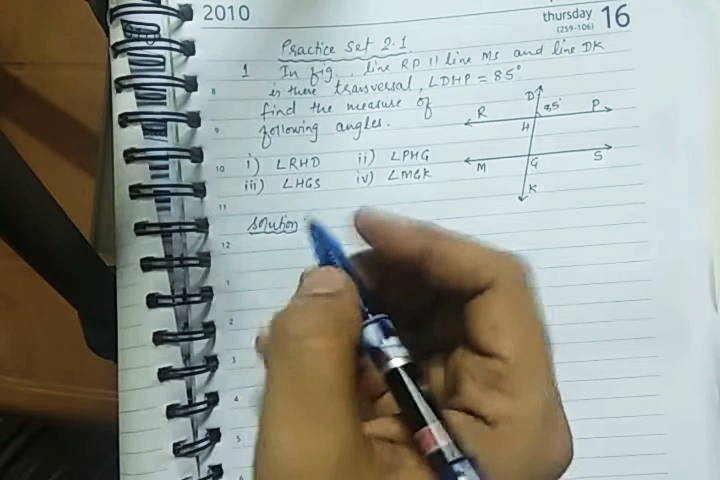 2010
thursday 16
(259-106)
Practice Set 2.1
1 In fig., line RP || line MS and line DK
is there transversal, ∠DHP = 85°
find the measure of
following angles.
i) ∠RHD ii) ∠PHG
iii) ∠HGS iv) ∠MGK
D
85°
R
P
H
M
G
S
K
Solution
8
9
10
11
12
1
2
3
4
5